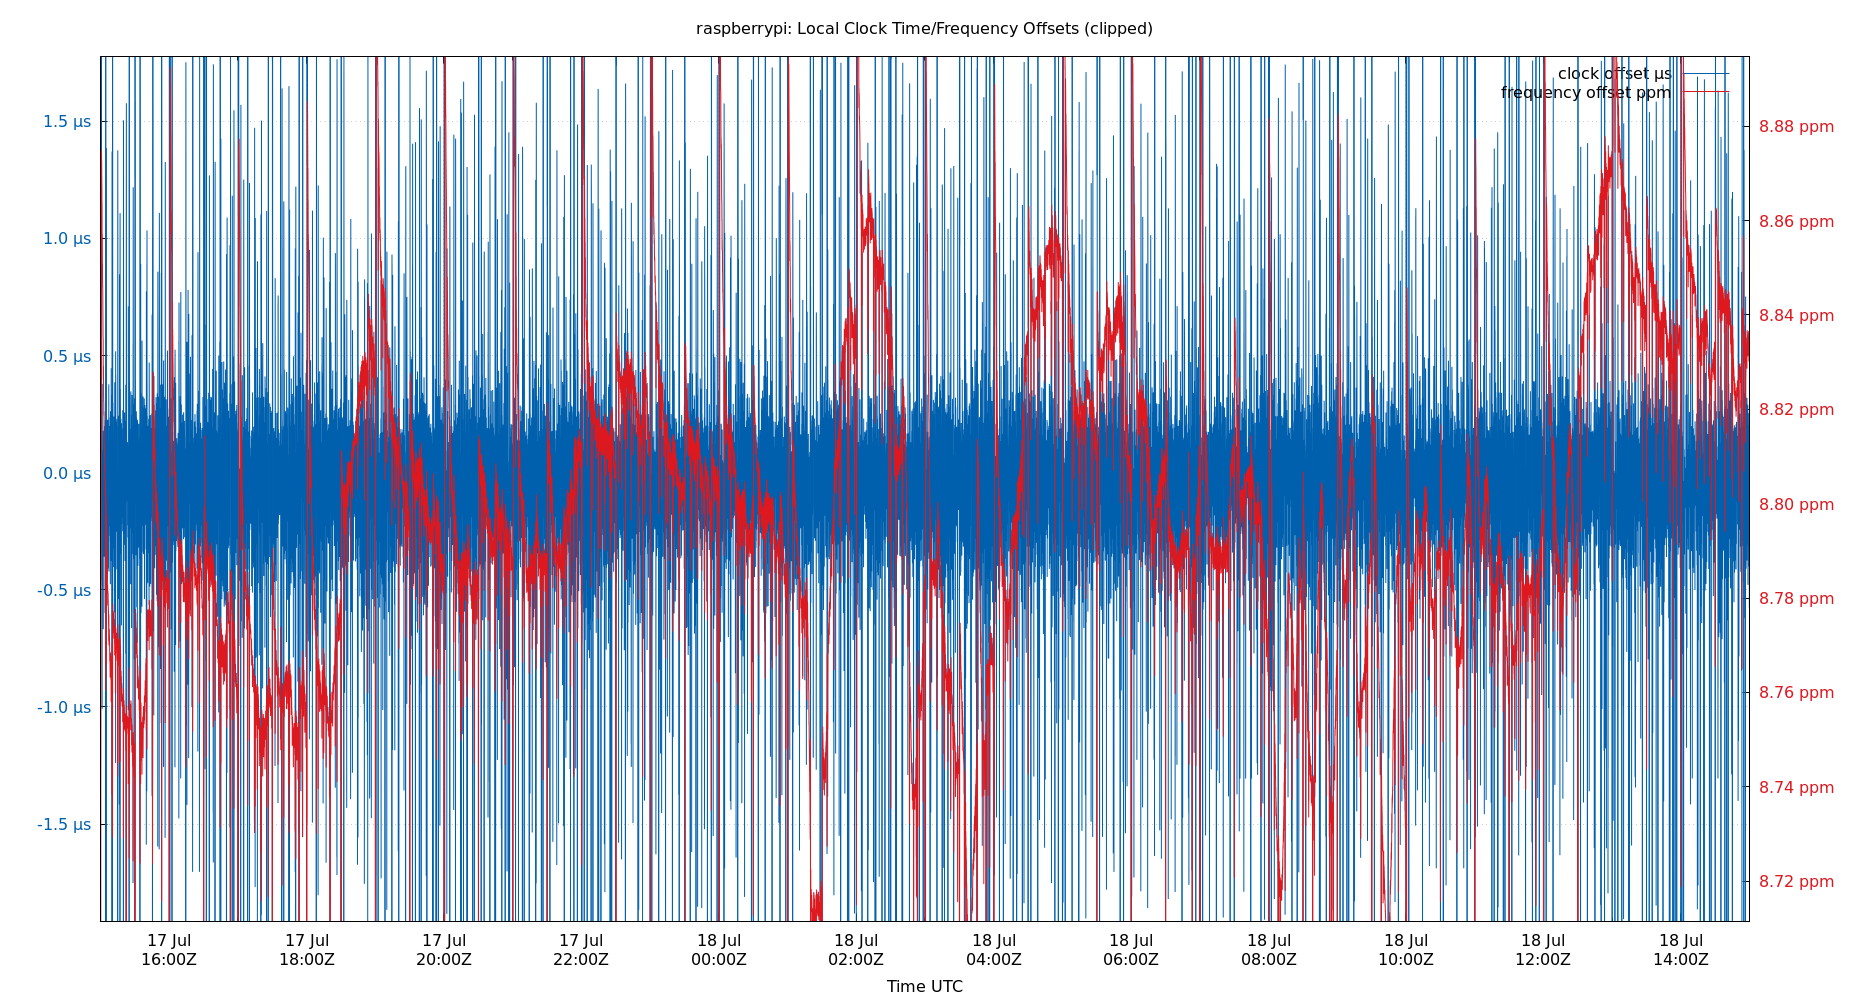 raspberrypi: Local Clock Time/Frequency Offsets (clipped)
clock offset µs
frequency offset ppm
1.5 µs
1.0 µs
0.5 µs
0.0 µs
-0.5 µs
-1.0 µs
-1.5 µs
8.88 ppm
8.86 ppm
8.84 ppm
8.82 ppm
8.80 ppm
8.78 ppm
8.76 ppm
8.74 ppm
8.72 ppm
17 Jul 17 Jul 17 Jul 17 Jul 18 Jul 18 Jul 18 Jul 18 Jul 18 Jul 18 Jul 18 Jul 18 Jul
16:00Z 18:00Z 20:00Z 22:00Z 00:00Z 02:00Z 04:00Z 06:00Z 08:00Z 10:00Z 12:00Z 14:00Z
Time UTC